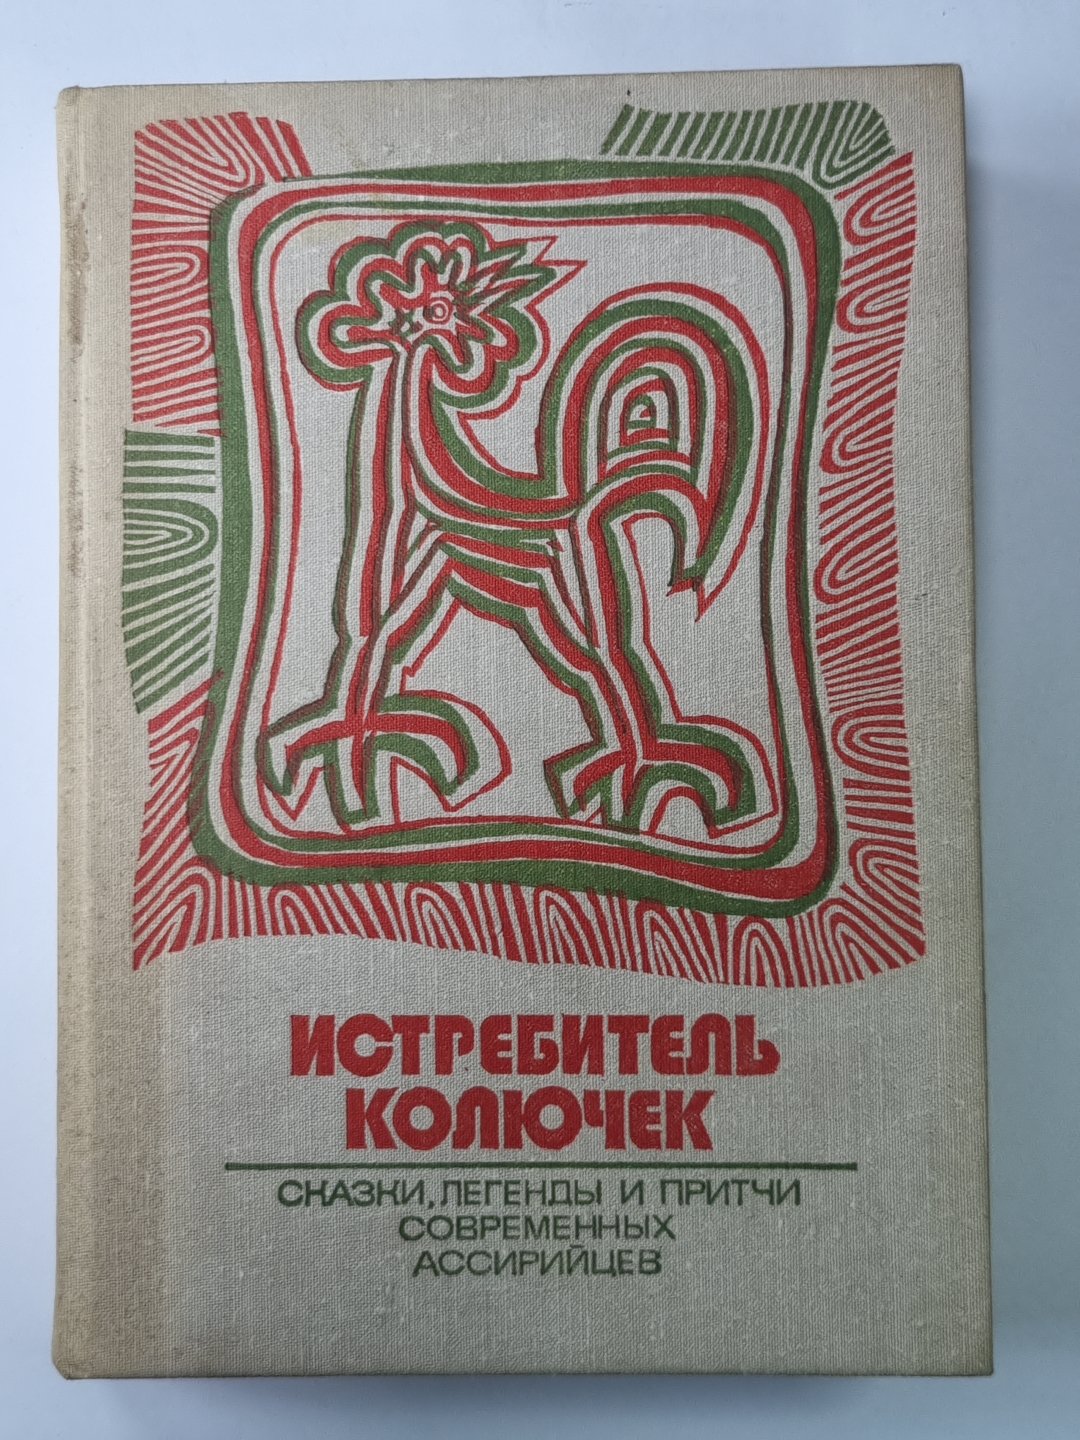 ИСТРЕБИТЕЛЬ
КОЛЮЧЕК
СКАЗКИ, ЛЕГЕНДЫ И ПРИТЧИ
СОВРЕМЕННЫХ
АССИРИЙЦЕВ